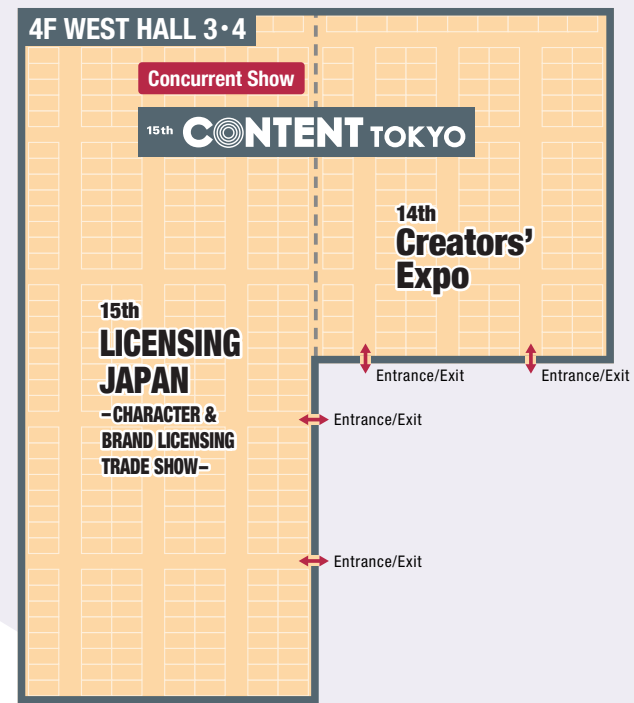 4F WEST HALL 3・4
Concurrent Show
15th CONTENT TOKYO
14th
Creators’
Expo
15th
LICENSING
JAPAN
–CHARACTER &
BRAND LICENSING
TRADE SHOW–
Entrance/Exit
Entrance/Exit
Entrance/Exit
Entrance/Exit